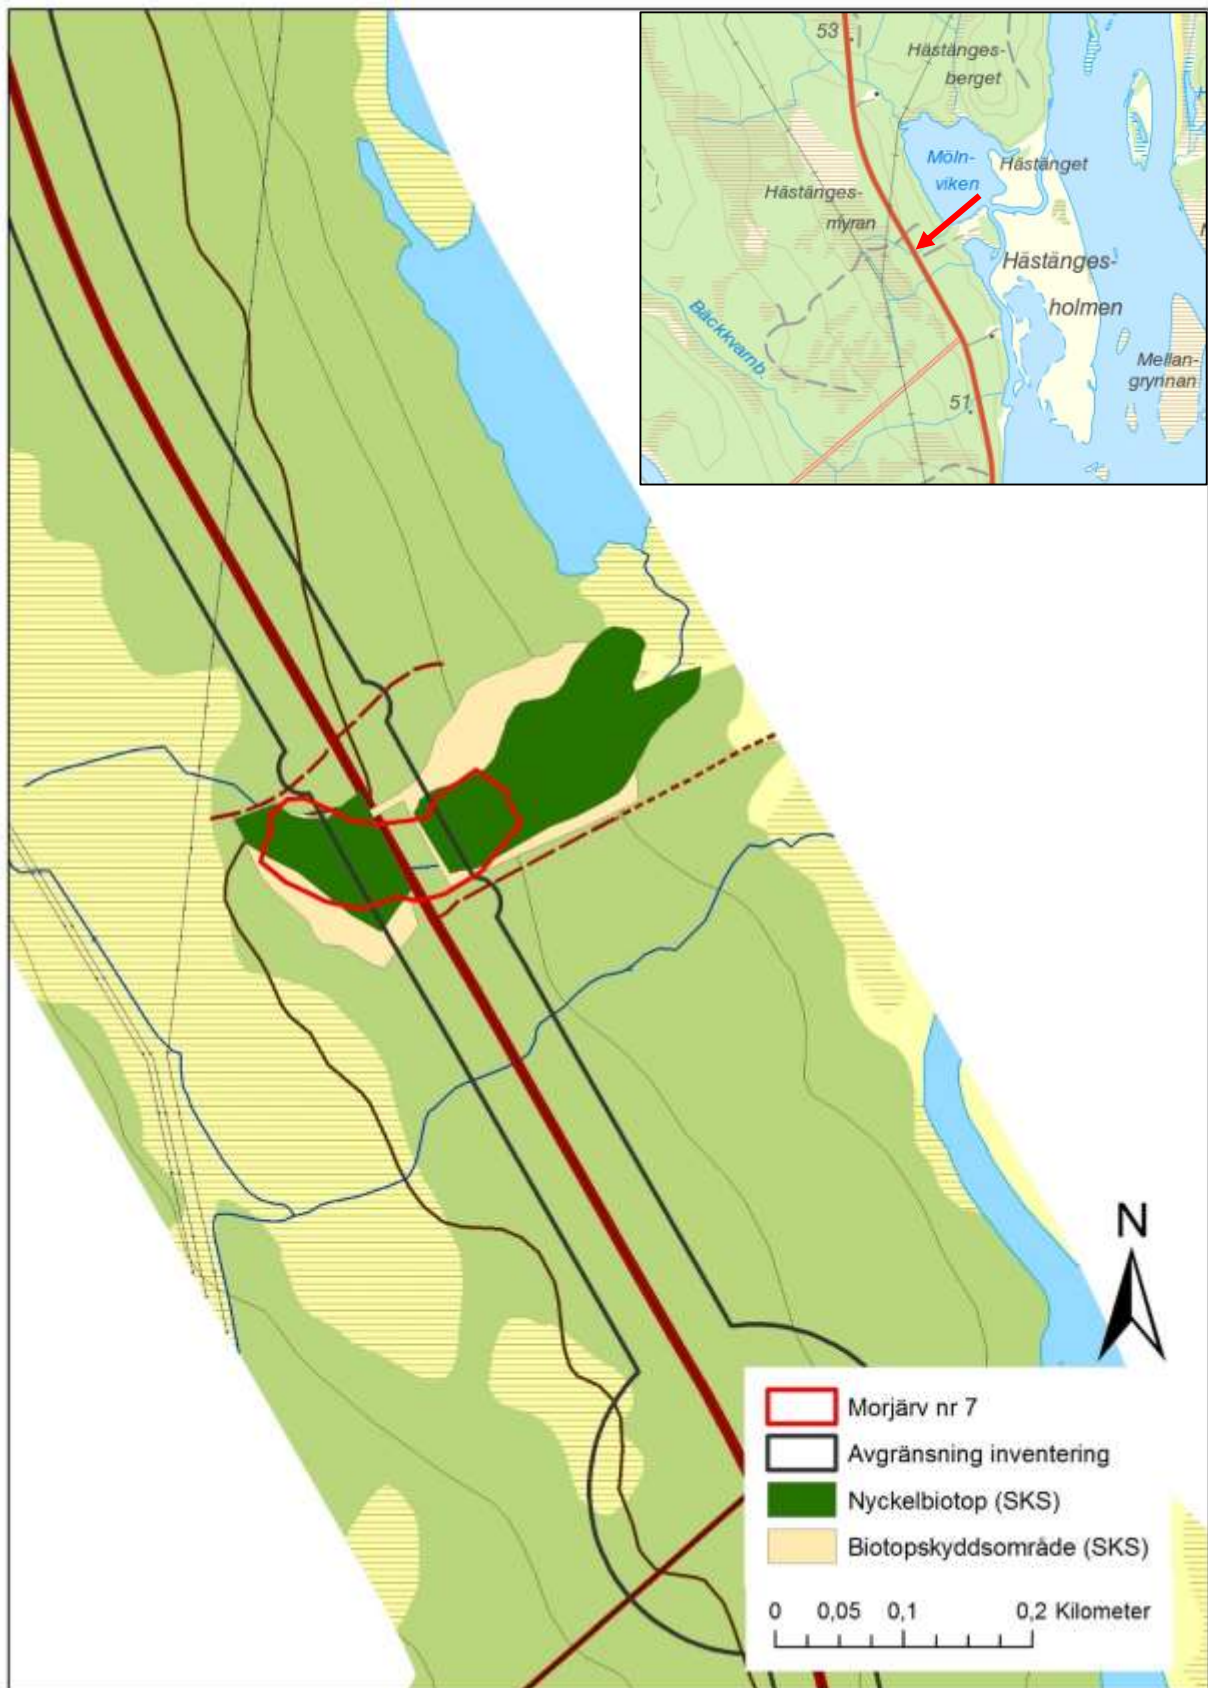 53
Hästänges-
berget
Möln-
viken
Hästänget
Hästänges-
myran
Hästänges-
holmen
Bäckkvarnb.
Mellan-
grynnan
51
N
Morjärv nr 7
Avgränsning inventering
Nyckelbiotop (SKS)
Biotopskyddsområde (SKS)
0 0,05 0,1 0,2 Kilometer